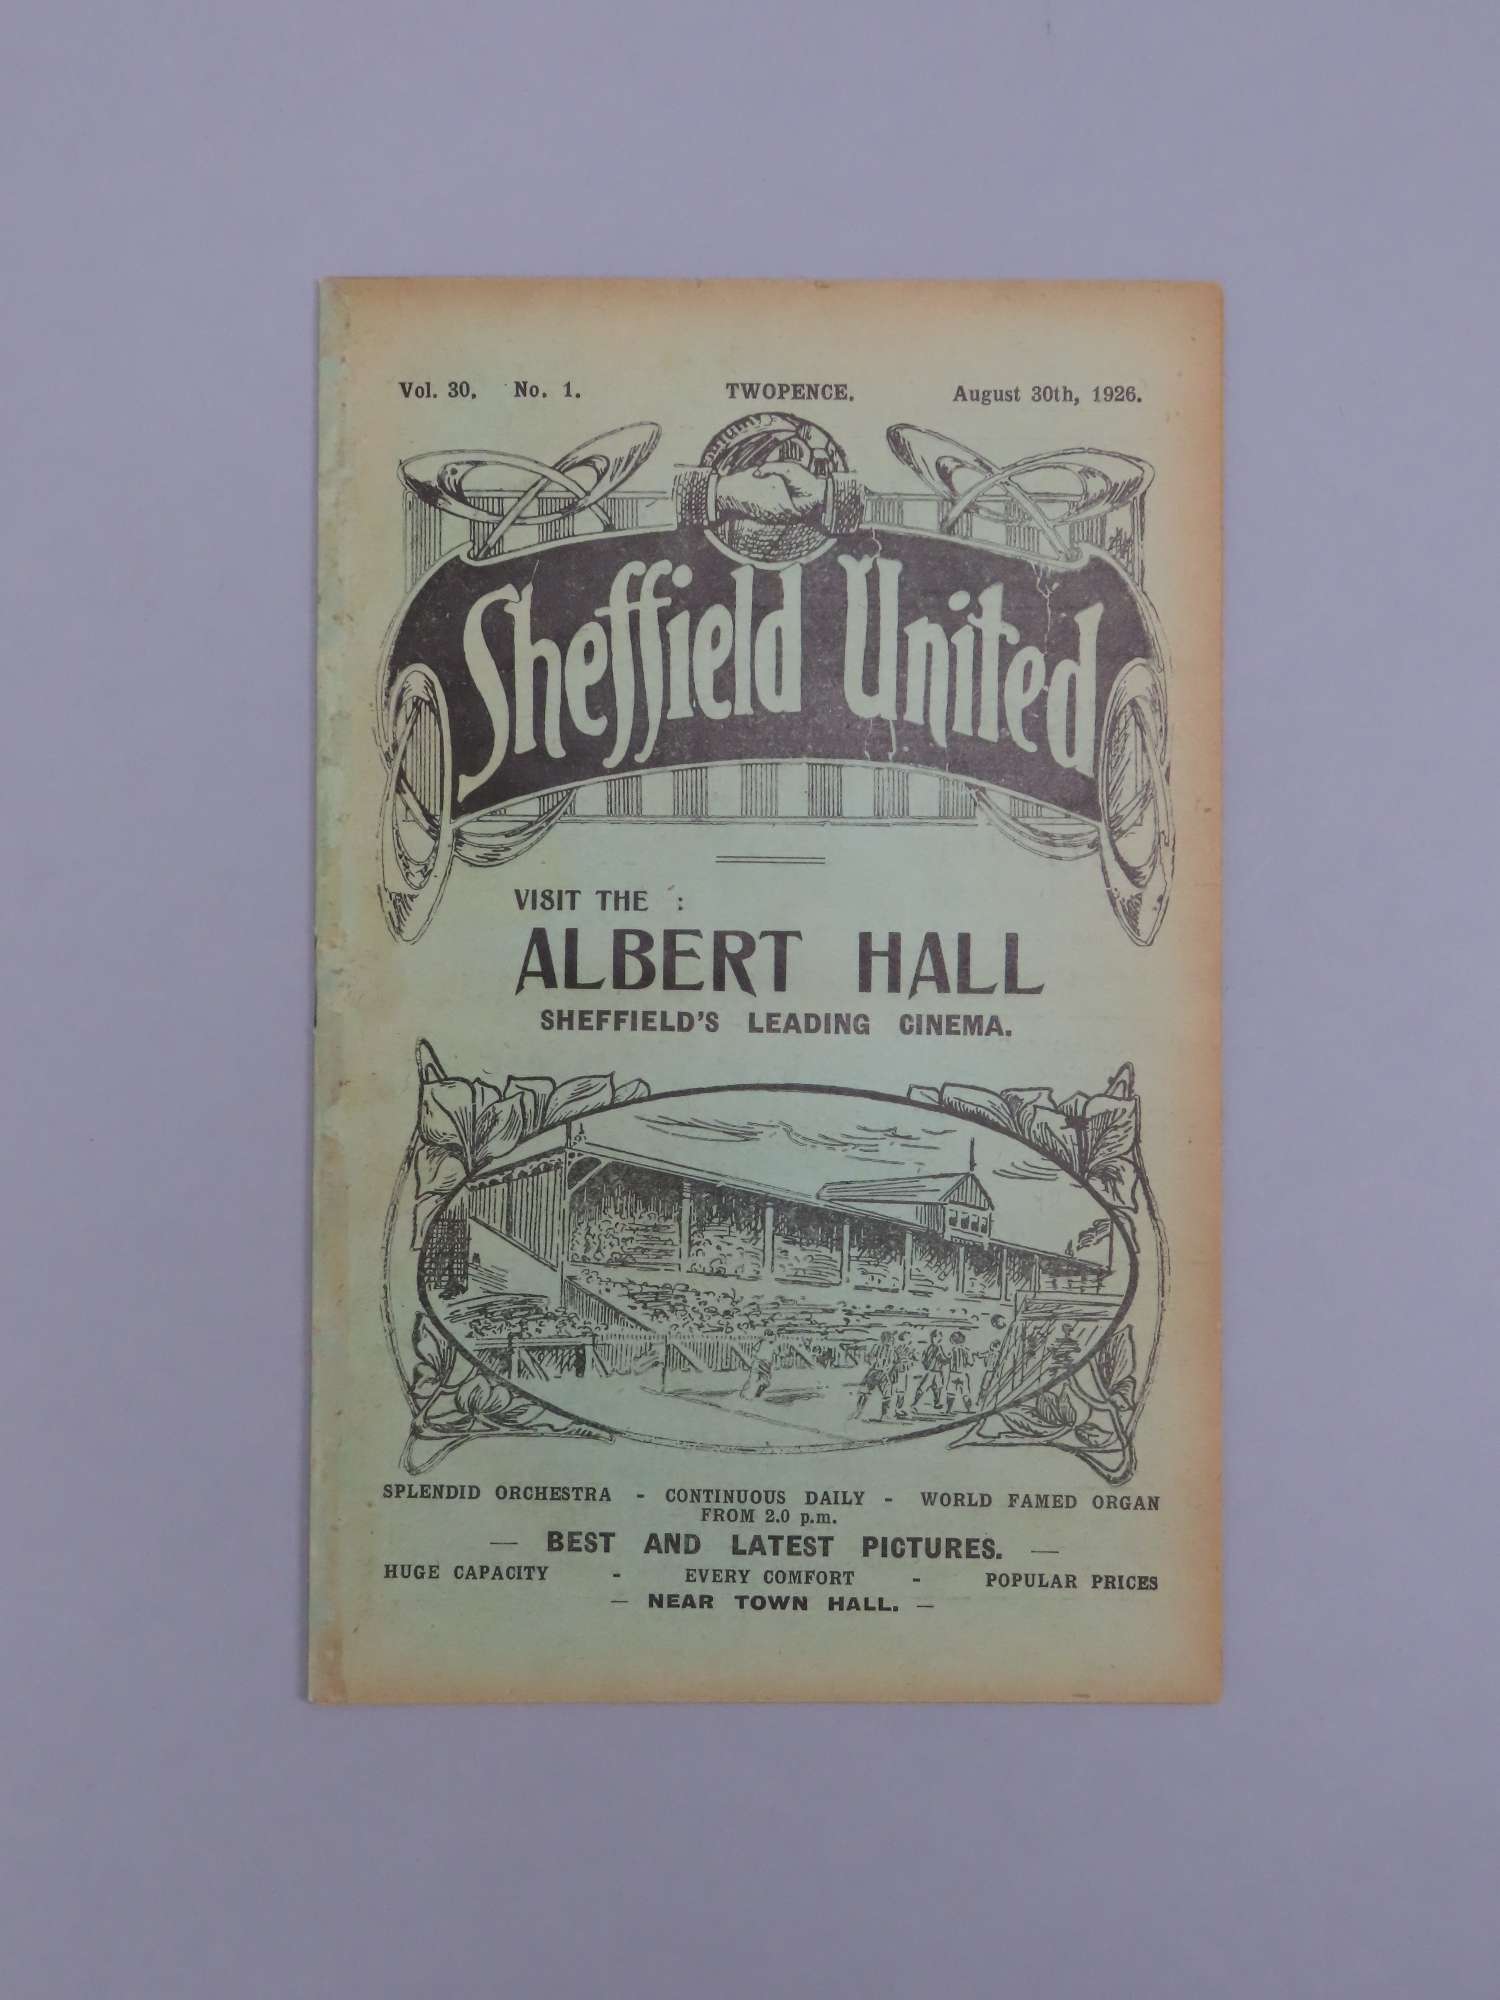 Vol. 30. No. 1. TWOPENCE. August 30th, 1926.
Sheffield United
VISIT THE :
ALBERT HALL
SHEFFIELD'S LEADING CINEMA.
SPLENDID ORCHESTRA - CONTINUOUS DAILY - WORLD FAMED ORGAN
FROM 2.0 p.m.
— BEST AND LATEST PICTURES. —
HUGE CAPACITY - EVERY COMFORT - POPULAR PRICES
— NEAR TOWN HALL. —